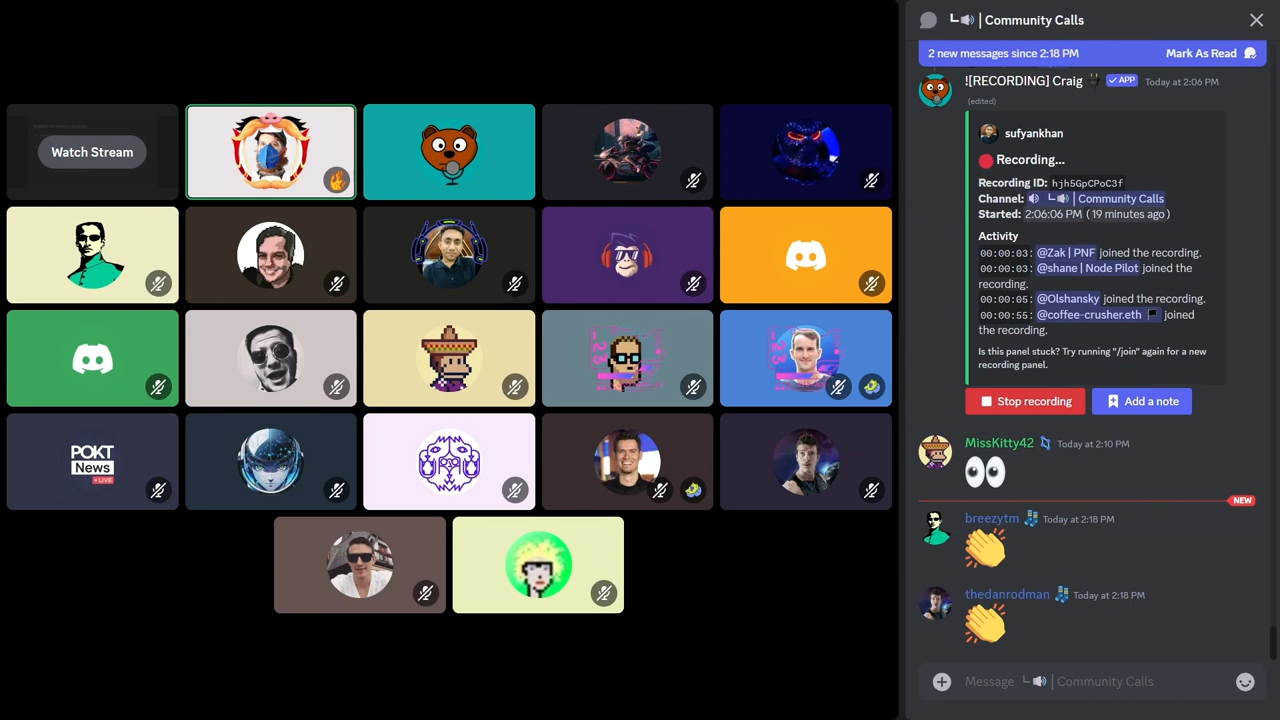 Community Calls
2 new messages since 2:18 PM
Mark As Read
![RECORDING] Craig
APP
Today at 2:06 PM
(edited)
sufyankhan
Recording...
Recording ID: hjh5GpCPoC3f
Channel: Community Calls
Started: 2:06:06 PM (19 minutes ago)
Activity
00:00:03: @Zak | PNF joined the recording.
00:00:03: @shane | Node Pilot joined the
recording.
00:00:05: @Olshansky joined the recording.
00:00:55: @coffee-crusher.eth joined
the recording.
Is this panel stuck? Try running "/join" again for a new
recording panel.
Stop recording
Add a note
MissKitty42 Today at 2:10 PM
NEW
breezytm Today at 2:18 PM
thedanrodman Today at 2:18 PM
Message Community Calls
Watch Stream
POKT
News
LIVE